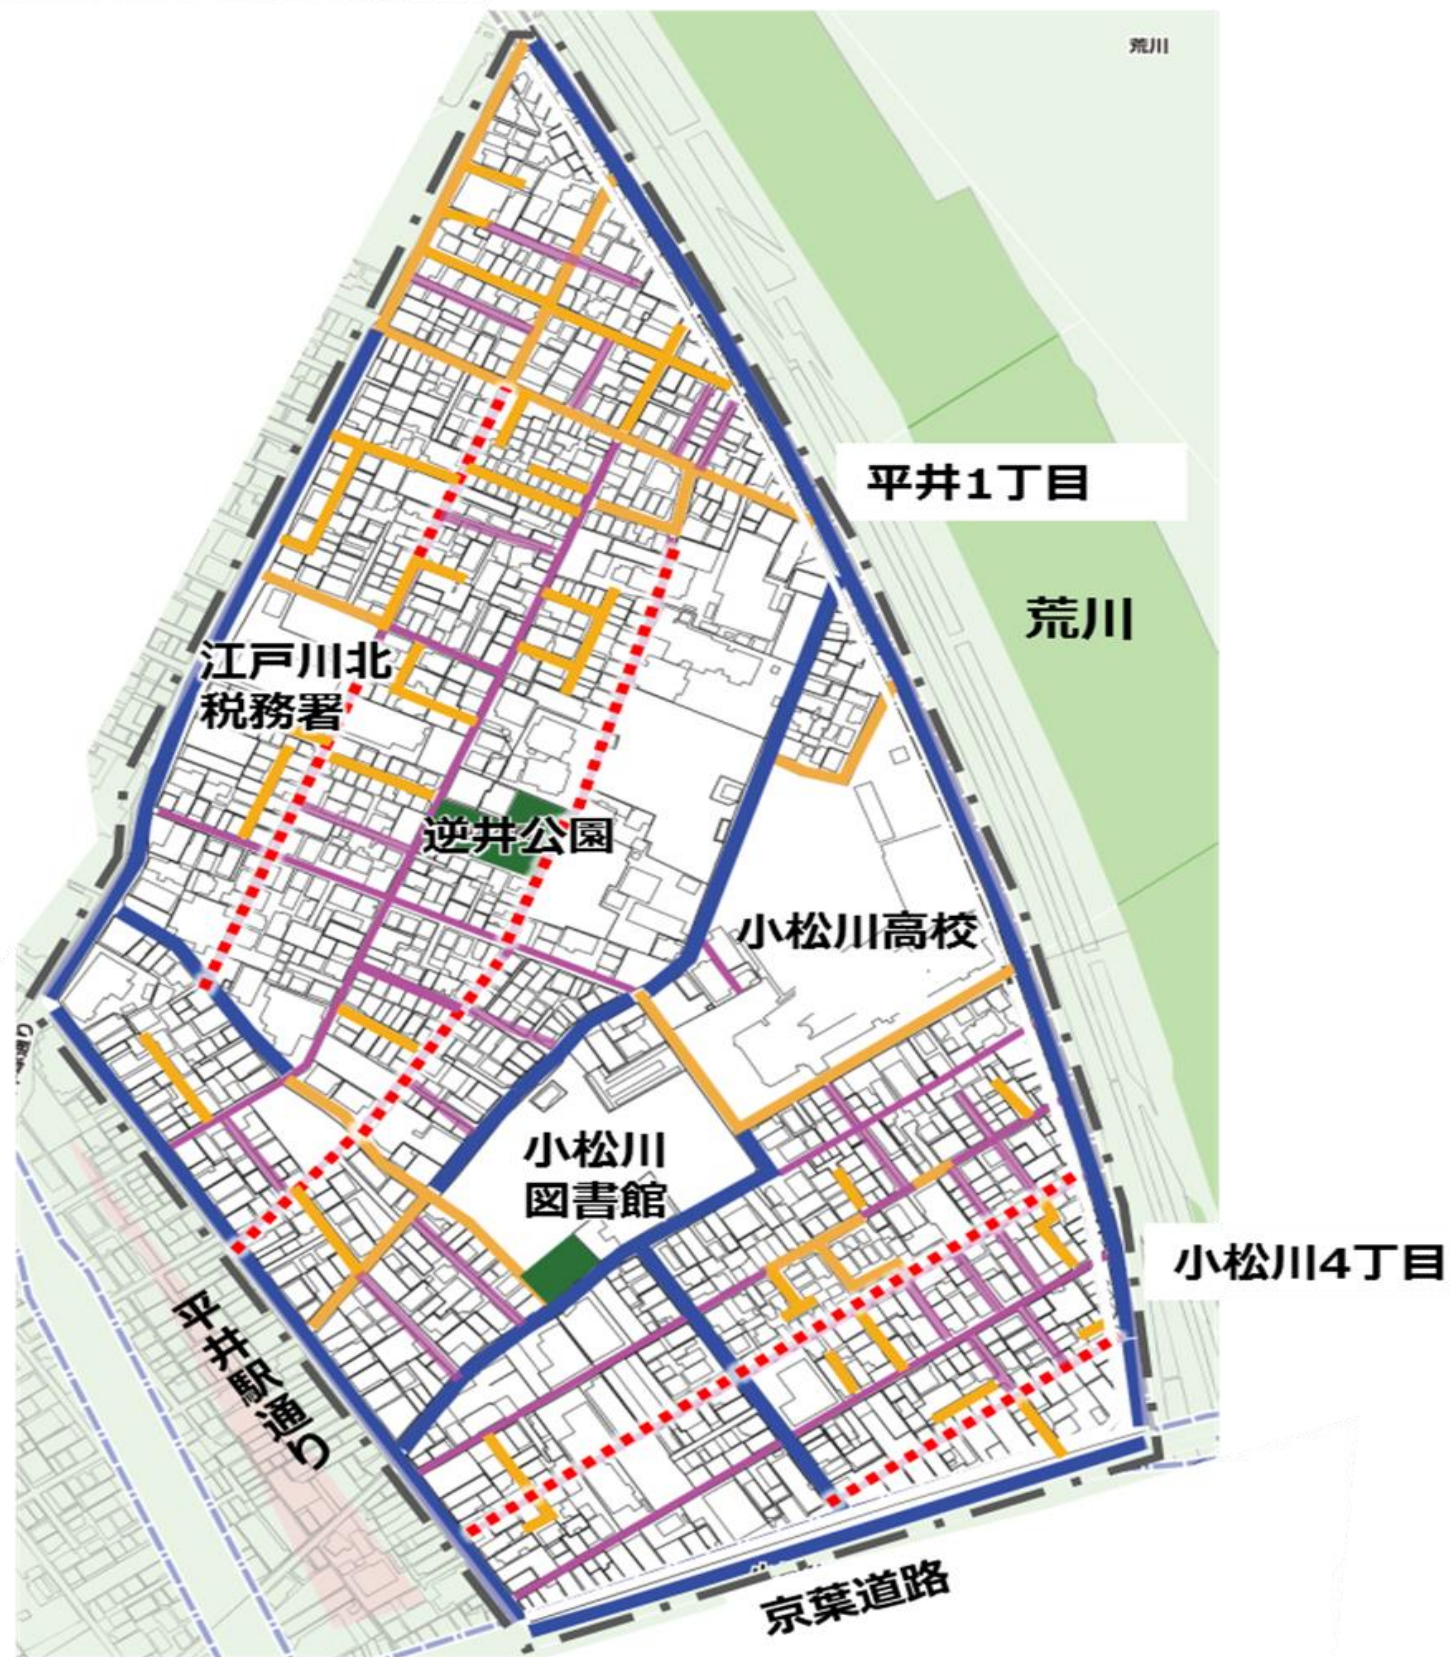 荒川
平井1丁目
荒川
江戸川北
税務署
逆井公園
小松川高校
小松川
図書館
小松川4丁目
平井駅通り
京葉道路